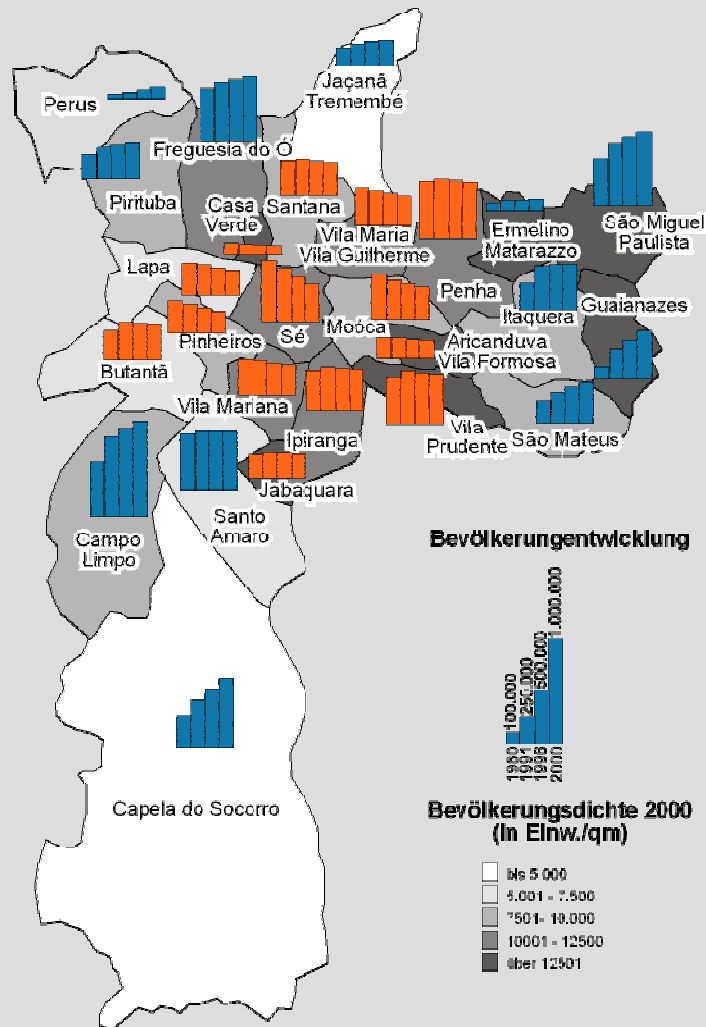 Jaçanã
Tremembé
Perus
Freguesia do Ó
Pirituba
Casa
Verde
Santana
Vila Maria
Vila Guilherme
Ermelino
Matarazzo
São Miguel
Paulista
Lapa
Penha
Itaquera
Guaianazes
Pinheiros
Sé
Moóca
Aricanduva
Vila Formosa
Butantã
Vila Mariana
Ipiranga
Vila
Prudente
São Mateus
Jabaquara
Santo
Amaro
Campo
Limpo
Bevölkerungentwicklung
100.000
250.000
500.000
1.000.000
1980
1991
1996
2000
Capela do Socorro
Bevölkerungsdichte 2000
(In Einw./qm)
bis 5 000
5.001 - 7.500
7501- 10.000
10001 - 12500
über 12501